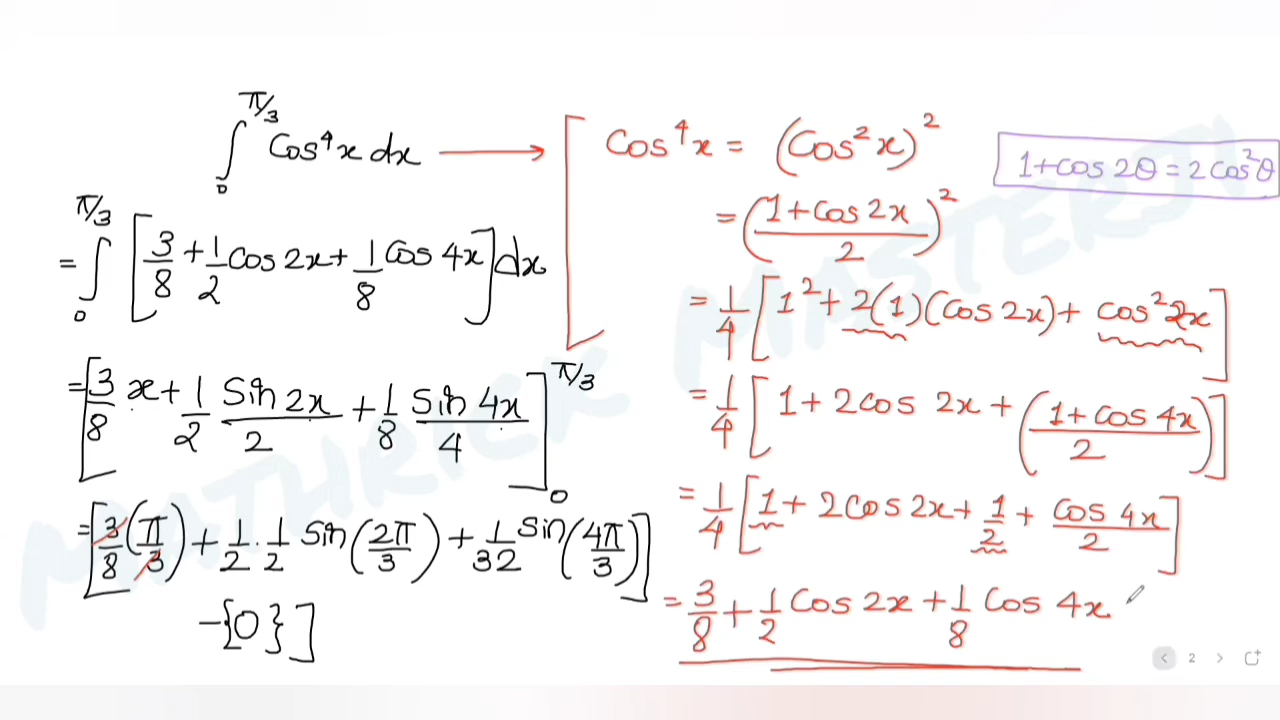 ∫₀^{π/3} Cos⁴x dx →
= ∫₀^{π/3} [3/8 + 1/2 cos 2x + 1/8 cos 4x] dx
= [3/8 x + 1/2 Sin 2x/2 + 1/8 Sin 4x/4]₀^{π/3}
= [3/8 (π/3) + 1/2 · 1/2 Sin(2π/3) + 1/32 Sin(4π/3)]
−{0}]
Cos⁴x = (Cos²x)²
= (1+cos 2x / 2)²
= 1/4 [1² + 2(1)(cos 2x) + cos²2x]
= 1/4 [1 + 2cos 2x + (1+cos 4x / 2)]
= 1/4 [1 + 2cos 2x + 1/2 + cos 4x/2]
= 3/8 + 1/2 Cos 2x + 1/8 Cos 4x
1+cos 2θ = 2cos²θ
MATHRICK MASTERJI
< 2 >